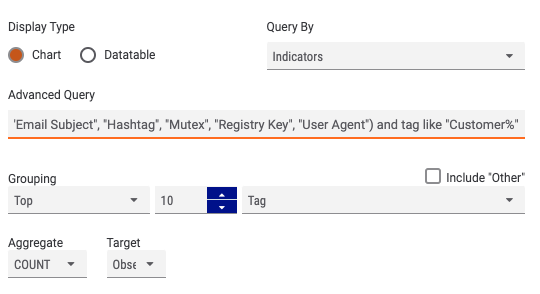 Display Type
Query By
Chart
Datatable
Indicators
Advanced Query
'Email Subject", "Hashtag", "Mutex", "Registry Key", "User Agent") and tag like "Customer%"
Grouping
Include "Other"
Top
10
Tag
Aggregate
Target
COUNT
Obse